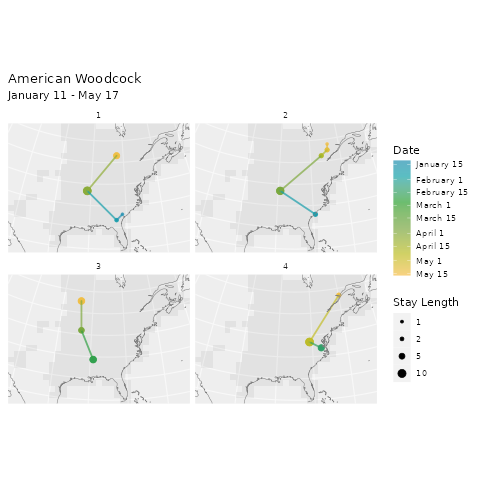 American Woodcock
January 11 - May 17
1
2
3
4
Date
January 15
February 1
February 15
March 1
March 15
April 1
April 15
May 1
May 15
Stay Length
1
2
5
10